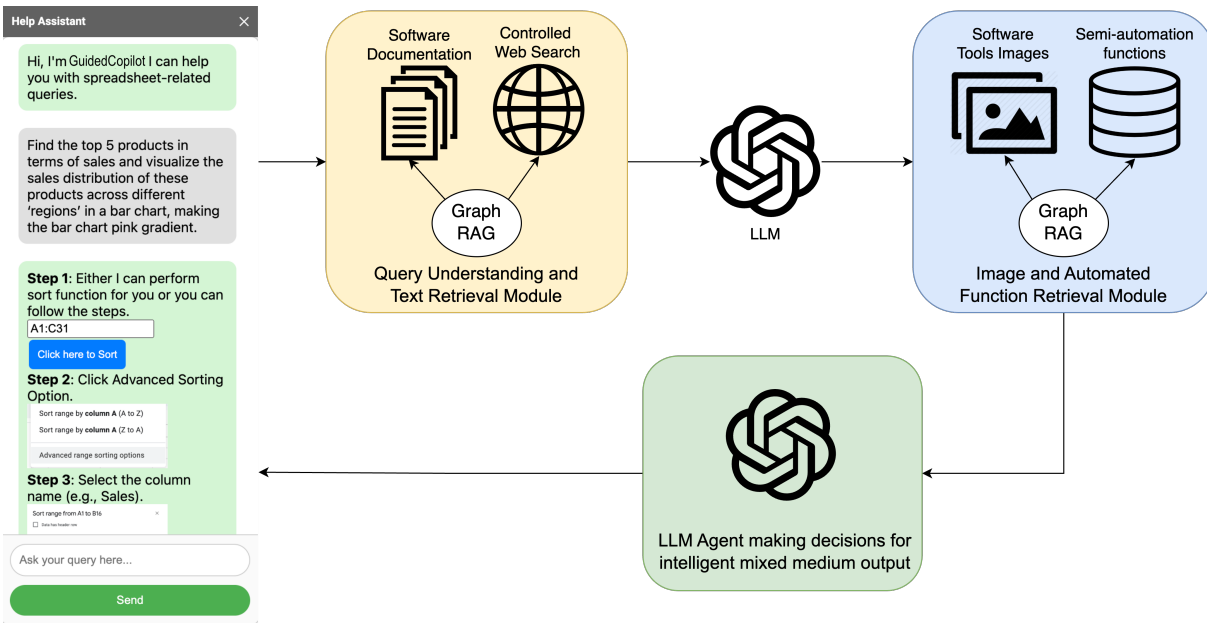 Help Assistant
Hi, I'm GuidedCopilot I can help
you with spreadsheet-related
queries.
Find the top 5 products in
terms of sales and visualize the
sales distribution of these
products across different
'regions' in a bar chart, making
the bar chart pink gradient.
Step 1: Either I can perform
sort function for you or you can
follow the steps.
A1:C31
Click here to Sort
Step 2: Click Advanced Sorting
Option.
Sort range by column A (A to Z)
Sort range by column A (Z to A)
Advanced range sorting options
Step 3: Select the column
name (e.g., Sales).
Sort range from A1 to B16
Data has header row
Ask your query here...
Send
Software
Documentation
Controlled
Web Search
Graph
RAG
Query Understanding and
Text Retrieval Module
LLM
Software
Tools Images
Semi-automation
functions
Graph
RAG
Image and Automated
Function Retrieval Module
LLM Agent making decisions for
intelligent mixed medium output